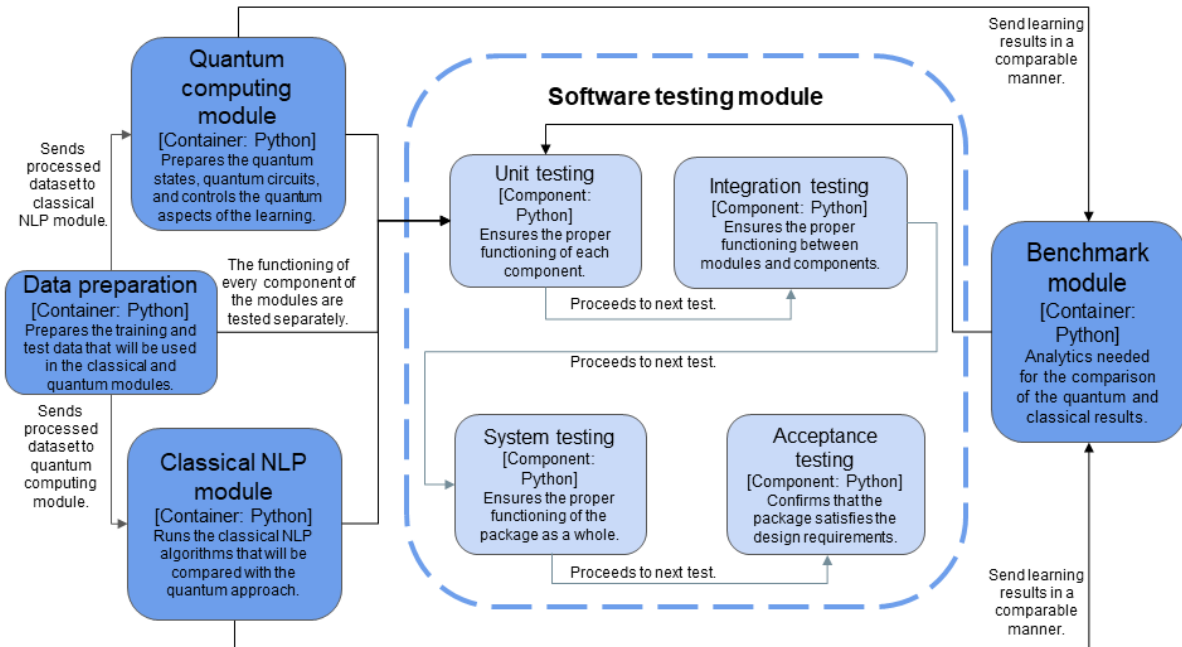 Quantum
computing
module
[Container: Python]
Prepares the quantum
states, quantum circuits,
and controls the quantum
aspects of the learning.
Sends
processed
dataset to
classical NLP
module.
Data preparation
[Container: Python]
Prepares the training and
test data that will be used
in the classical and
quantum modules.
The functioning of
every component of
the modules are
tested separately.
Sends
processed
dataset to
quantum
computing
module.
Classical NLP
module
[Container: Python]
Runs the classical NLP
algorithms that will be
compared with the
quantum approach.
Software testing module
Unit testing
[Component:
Python]
Ensures the proper
functioning of each
component.
Integration testing
[Component: Python]
Ensures the proper
functioning between
modules and components.
Proceeds to next test.
Proceeds to next test.
System testing
[Component:
Python]
Ensures the proper
functioning of the
package as a whole.
Acceptance
testing
[Component: Python]
Confirms that the
package satisfies the
design requirements.
Proceeds to next test.
Send learning
results in a
comparable
manner.
Benchmark
module
[Container:
Python]
Analytics needed
for the comparison
of the quantum and
classical results.
Send learning
results in a
comparable
manner.